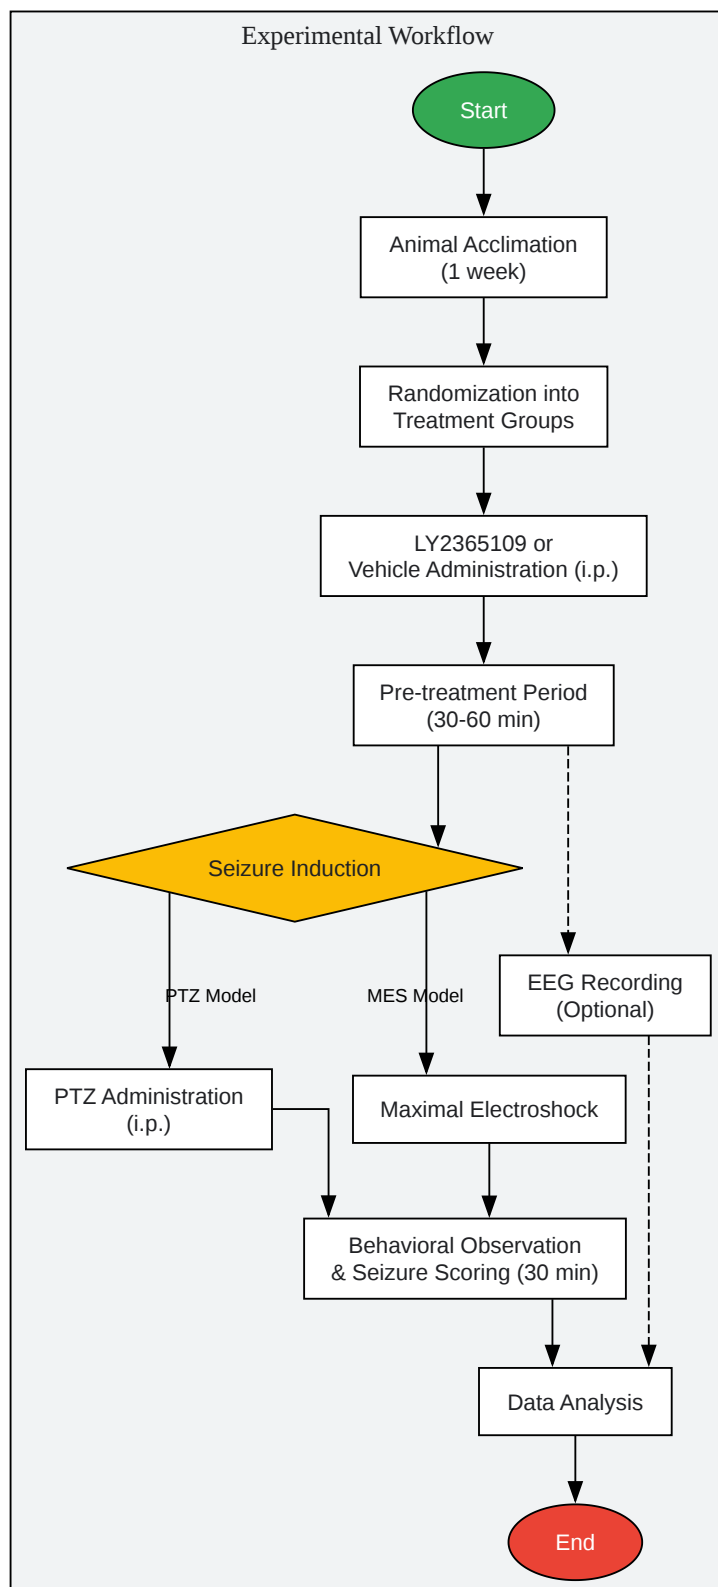 Experimental Workflow
Start
Animal Acclimation
(1 week)
Randomization into
Treatment Groups
LY2365109 or
Vehicle Administration (i.p.)
Pre-treatment Period
(30-60 min)
Seizure Induction
PTZ Model
MES Model
EEG Recording
(Optional)
PTZ Administration
(i.p.)
Maximal Electroshock
Behavioral Observation
& Seizure Scoring (30 min)
Data Analysis
End